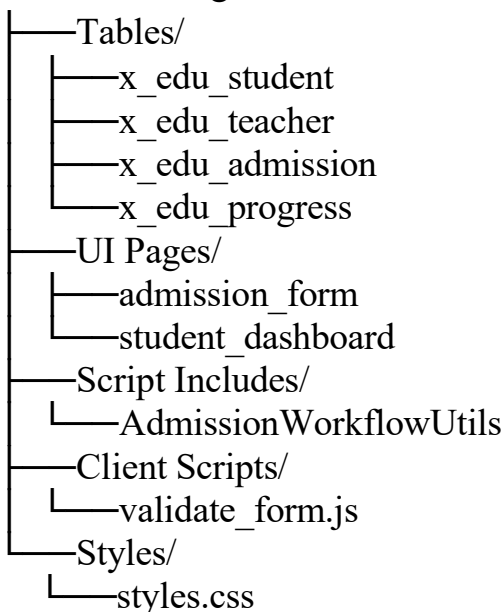 Tables/
x_edu_student
x_edu_teacher
x_edu_admission
x_edu_progress
UI Pages/
admission_form
student_dashboard
Script Includes/
AdmissionWorkflowUtils
Client Scripts/
validate_form.js
Styles/
styles.css